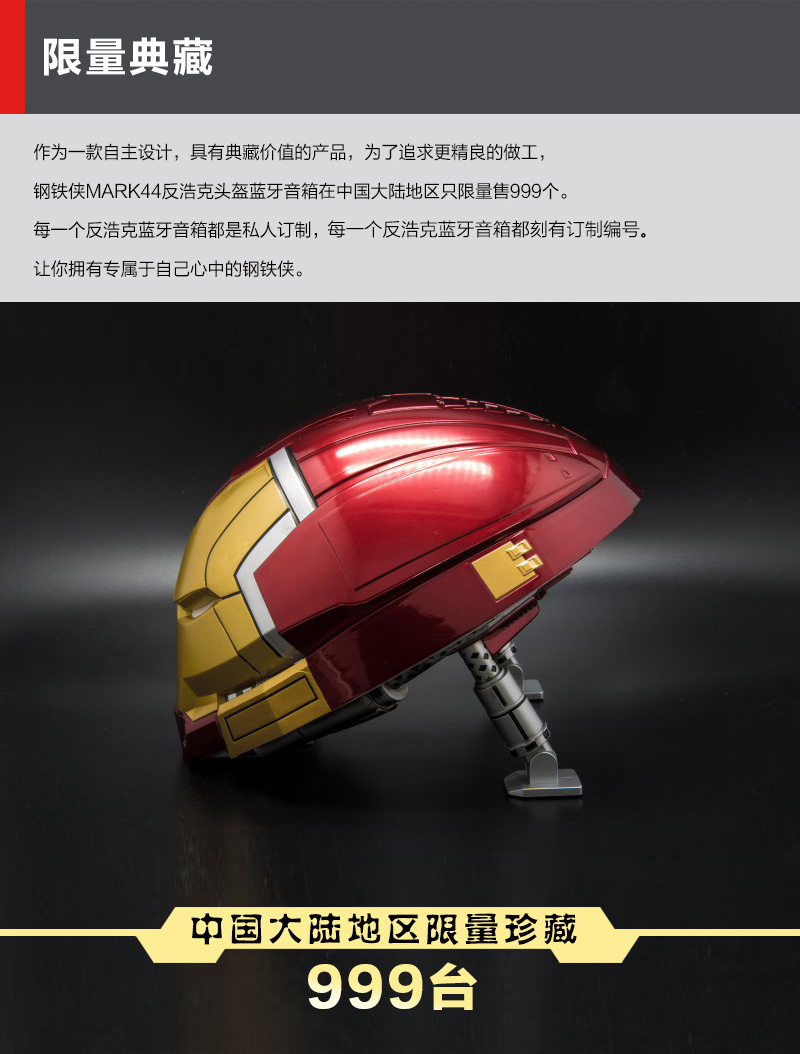 限量典藏
作为一款自主设计，具有典藏价值的产品，为了追求更精良的做工，
钢铁侠MARK44反浩克头盔蓝牙音箱在中国大陆地区只限量售999个。
每一个反浩克蓝牙音箱都是私人订制，每一个反浩克蓝牙音箱都刻有订制编号。
让你拥有专属于自己心中的钢铁侠。
中国大陆地区限量珍藏
999台